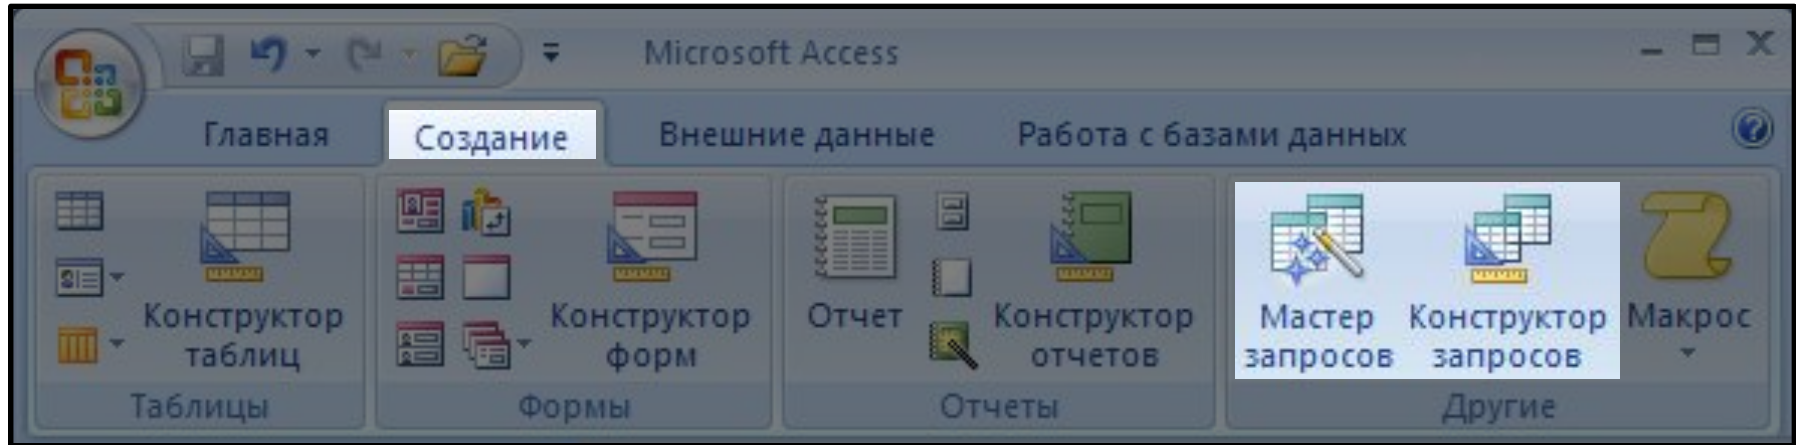 Microsoft Access
Главная
Создание
Внешние данные
Работа с базами данных
Конструктор
таблиц
Таблицы
Конструктор
форм
Формы
Отчет
Конструктор
отчетов
Отчеты
Мастер
запросов
Конструктор
запросов
Макрос
Другие